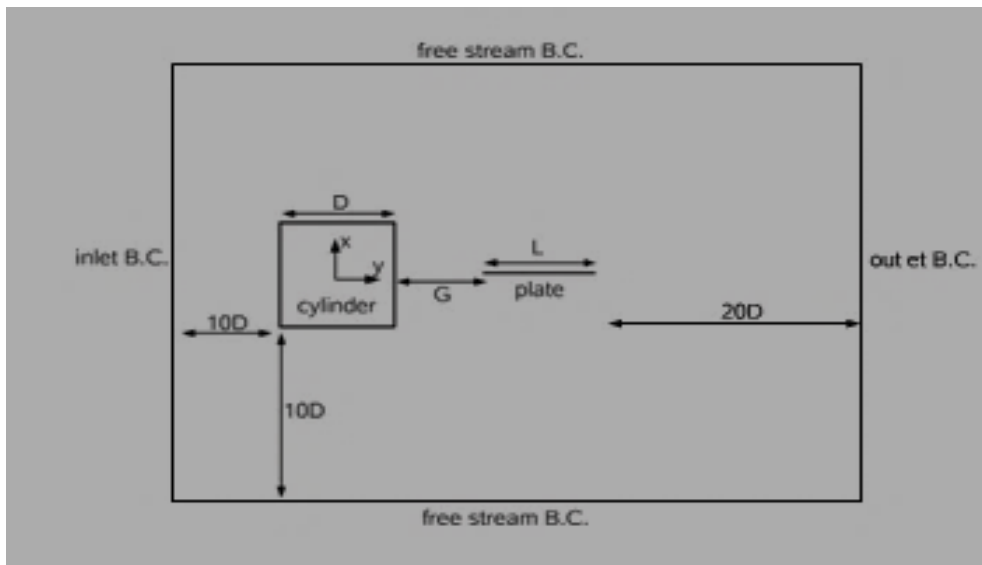 free stream B.C.
D
x
y
cylinder
inlet B.C.
L
plate
G
out et B.C.
10D
20D
10D
free stream B.C.